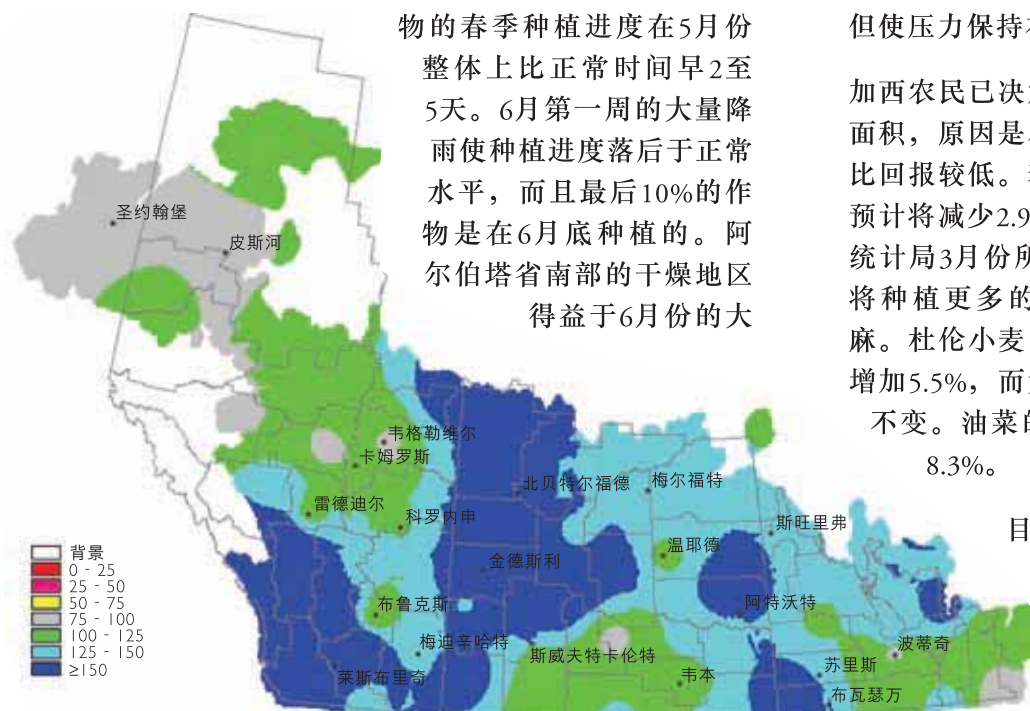 物的春季种植进度在5月份
整体上比正常时间早2至
5天。6月第一周的大量降
雨使种植进度落后于正常
水平，而且最后10%的作
物是在6月底种植的。阿
尔伯塔省南部的干燥地区
得益于6月份的大
但使压力保持
加西农民已决
面积，原因是
比回报较低。
预计将减少2.9
统计局3月份所
将种植更多的
麻。杜伦小麦
增加5.5%，而
不变。油菜的
8.3%。
目
圣约翰堡
皮斯河
韦格勒维尔
卡姆罗斯
北贝特尔福德
梅尔福特
雷德迪尔
科罗内申
斯旺里弗
温耶德
金德斯利
布鲁克斯
阿特沃特
梅迪辛哈特
斯威夫特卡伦特
波蒂奇
莱斯布里奇
韦本
苏里斯
布瓦瑟万
背景
0 - 25
25 - 50
50 - 75
75 - 100
100 - 125
125 - 150
≥150